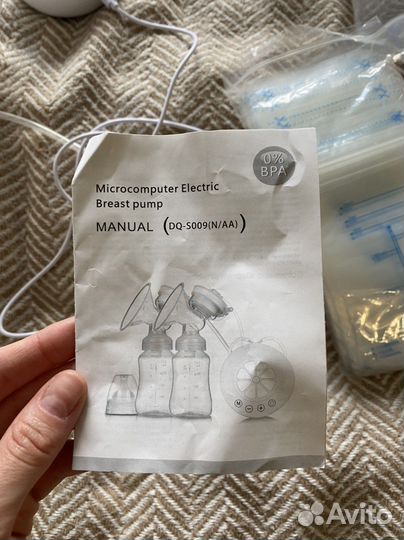 0%
BPA
Microcomputer Electric
Breast pump
MANUAL (DQ-S009(N/AA))
M
Avito